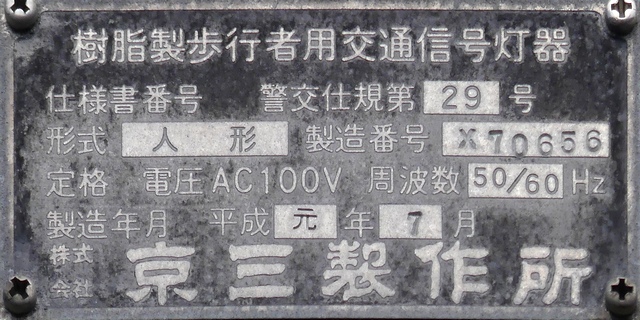 樹脂製歩行者用交通信号灯器
仕様書番号 警交仕規第 29 号
形式 人形 製造番号 X70656
定格 電圧AC100V 周波数 50/60 Hz
製造年月 平成 元 年 7 月
株式会社 京三製作所